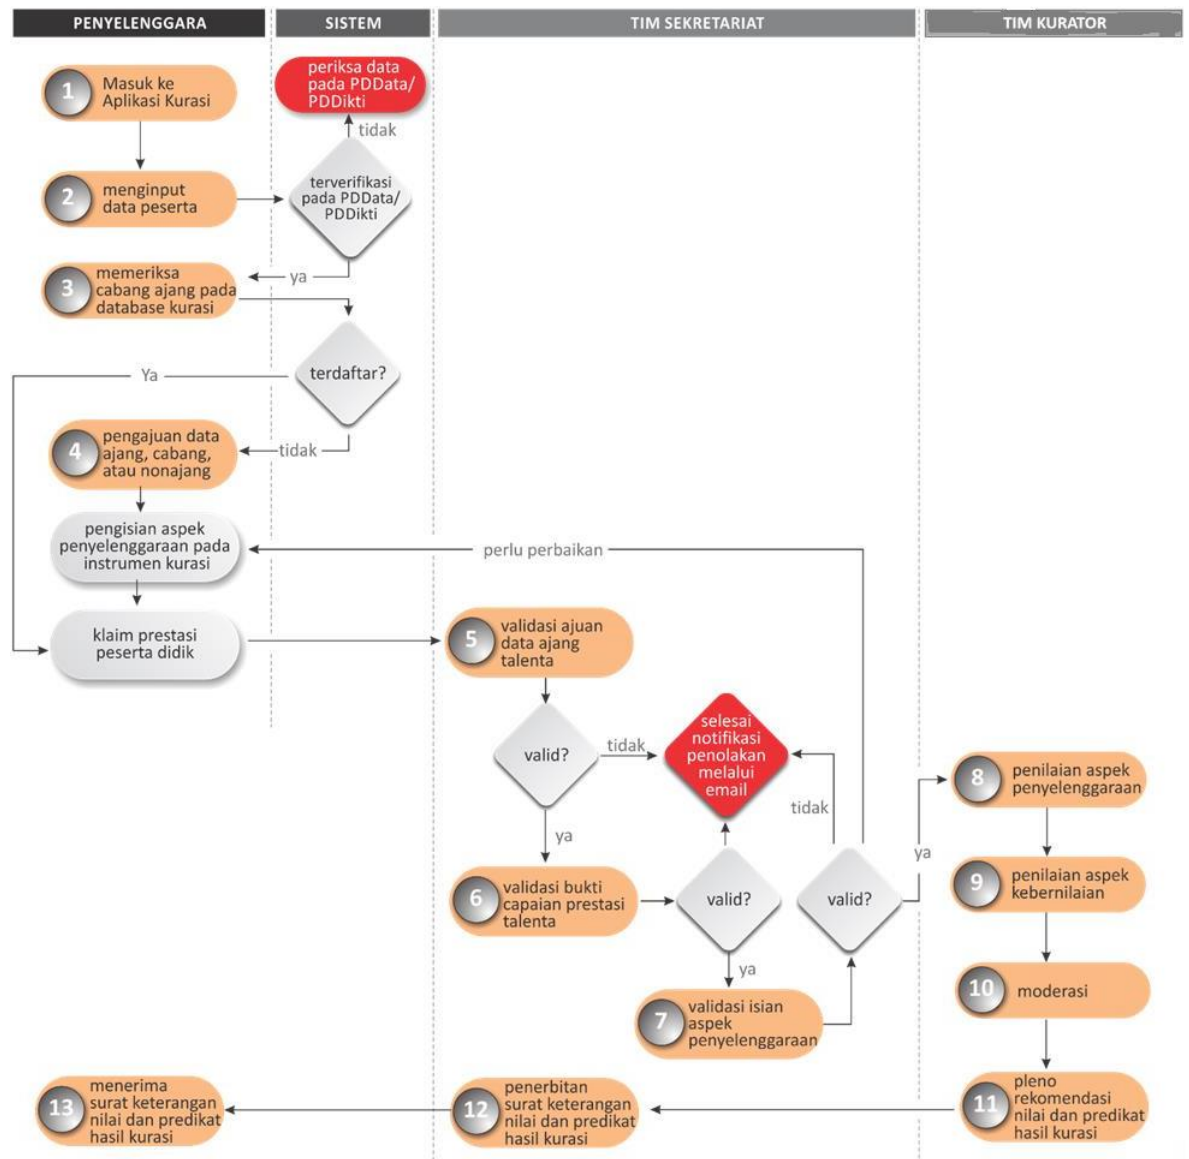 PENYELENGGARA
SISTEM
TIM SEKRETARIAT
TIM KURATOR
1
Masuk ke
Aplikasi Kurasi
periksa data
pada PDData/
PDDikti
tidak
2
menginput
data peserta
terverifikasi
pada PDData/
PDDikti
ya
3
memeriksa
cabang ajang pada
database kurasi
terdaftar?
Ya
tidak
4
pengajuan data
ajang, cabang,
atau nonajang
pengisian aspek
penyelenggaraan pada
instrumen kurasi
perlu perbaikan
klaim prestasi
peserta didik
5
validasi ajuan
data ajang
talenta
valid?
tidak
selesai
notifikasi
penolakan
melalui
email
ya
tidak
6
validasi bukti
capaian prestasi
talenta
valid?
valid?
ya
ya
7
validasi isian
aspek
penyelenggaraan
8
penilaian aspek
penyelenggaraan
9
penilaian aspek
kebernilaian
10
moderasi
11
pleno
rekomendasi
nilai dan predikat
hasil kurasi
12
penerbitan
surat keterangan
nilai dan predikat
hasil kurasi
13
menerima
surat keterangan
nilai dan predikat
hasil kurasi